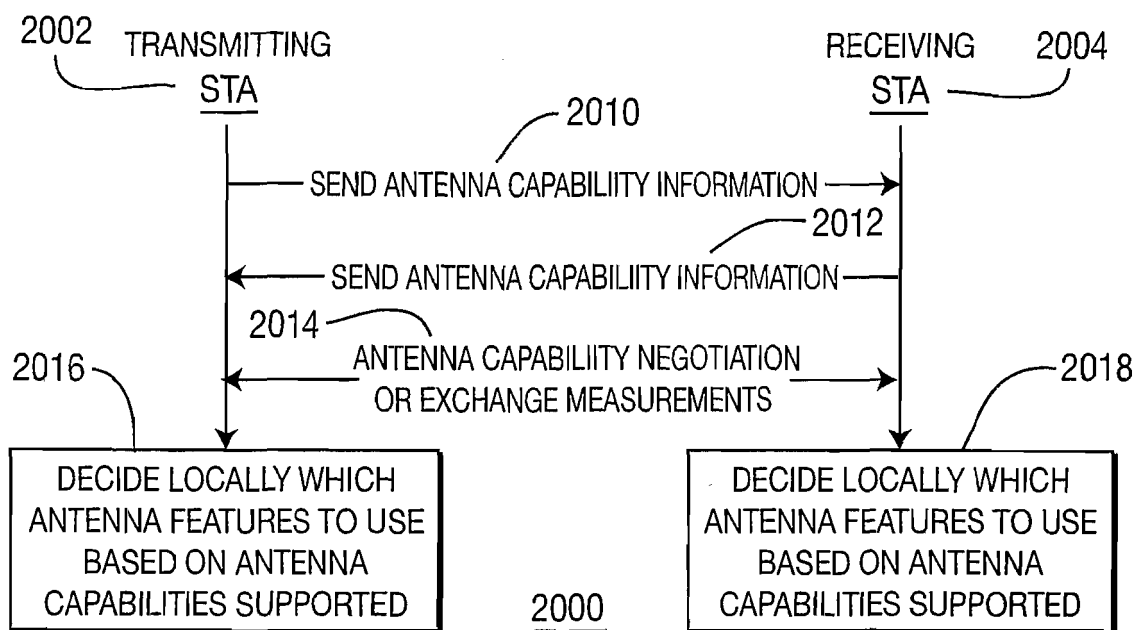 2002 TRANSMITTING RECEIVING 2004
STA STA
2010
SEND ANTENNA CAPABILIITY INFORMATION
2012
SEND ANTENNA CAPABILIITY INFORMATION
2014
ANTENNA CAPABILIITY NEGOTIATION
OR EXCHANGE MEASUREMENTS
2016 2018
DECIDE LOCALLY WHICH
ANTENNA FEATURES TO USE
BASED ON ANTENNA
CAPABILITIES SUPPORTED
DECIDE LOCALLY WHICH
ANTENNA FEATURES TO USE
BASED ON ANTENNA
CAPABILITIES SUPPORTED
2000